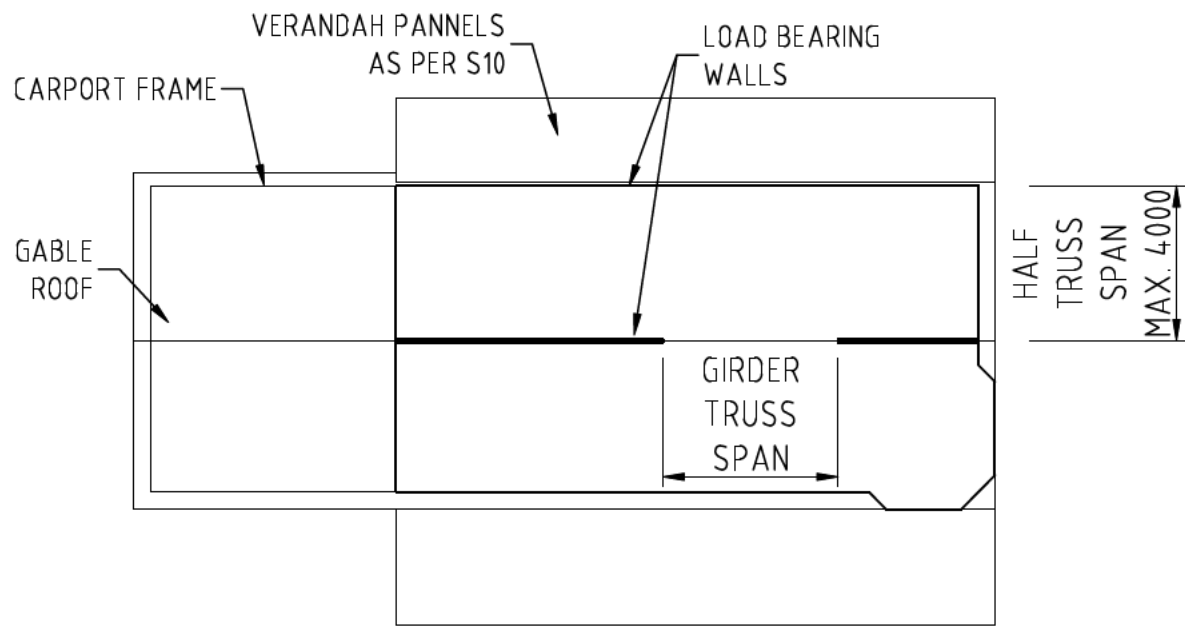 VERANDAH PANNELS
AS PER S10
LOAD BEARING
WALLS
CARPORT FRAME
GABLE
ROOF
HALF
TRUSS
SPAN
MAX. 4000
GIRDER
TRUSS
SPAN